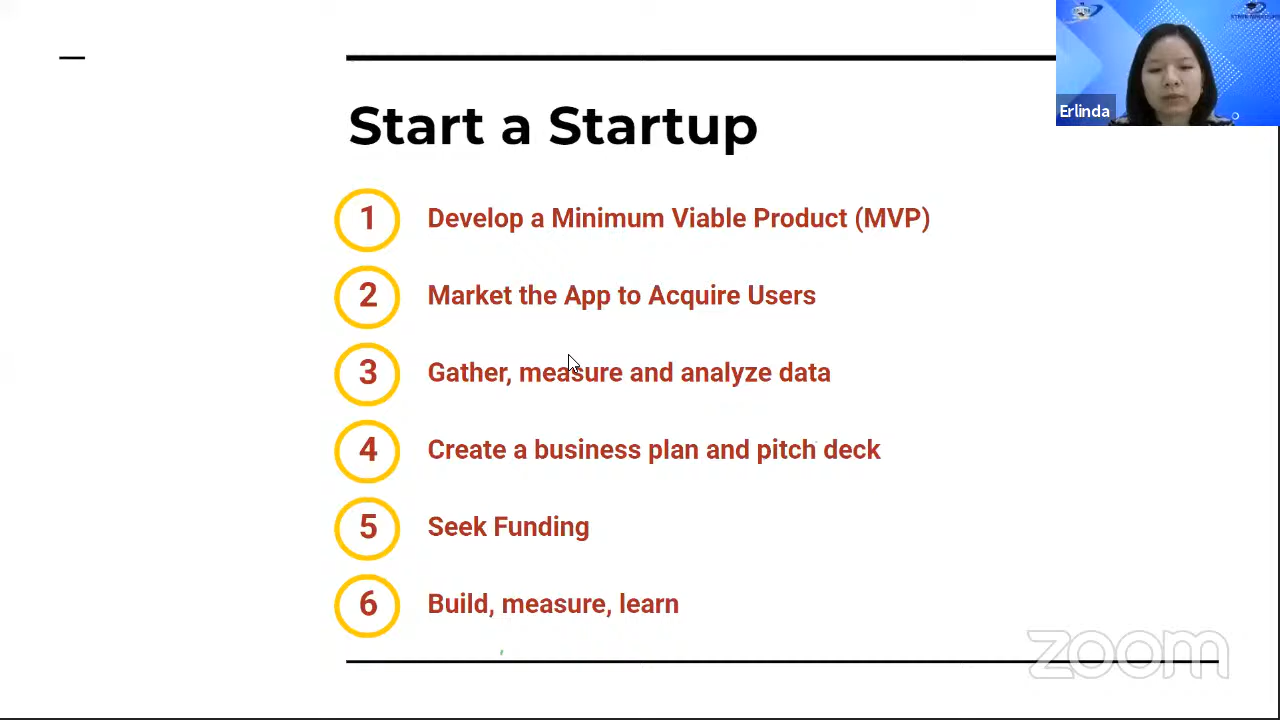 Start a Startup
Erlinda
1 Develop a Minimum Viable Product (MVP)
2 Market the App to Acquire Users
3 Gather, measure and analyze data
4 Create a business plan and pitch deck
5 Seek Funding
6 Build, measure, learn
zoom